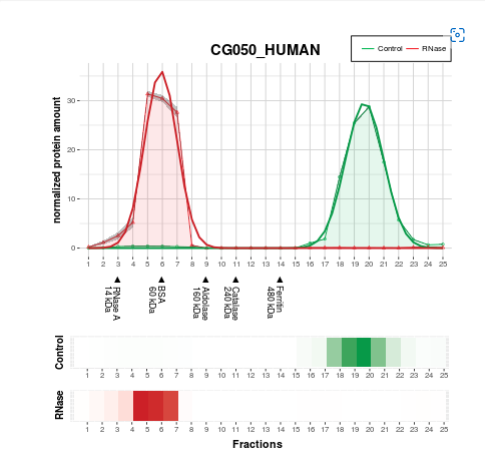 CG050_HUMAN
Control RNase
normalized protein amount
30
20
10
0
1 2 3 4 5 6 7 8 9 10 11 12 13 14 15 16 17 18 19 20 21 22 23 24 25
RNase A
14 kDa
BSA
60 kDa
Aldolase
160 kDa
Catalase
240 kDa
Ferritin
480 kDa
Control
1 2 3 4 5 6 7 8 9 10 11 12 13 14 15 16 17 18 19 20 21 22 23 24 25
RNase
1 2 3 4 5 6 7 8 9 10 11 12 13 14 15 16 17 18 19 20 21 22 23 24 25
Fractions